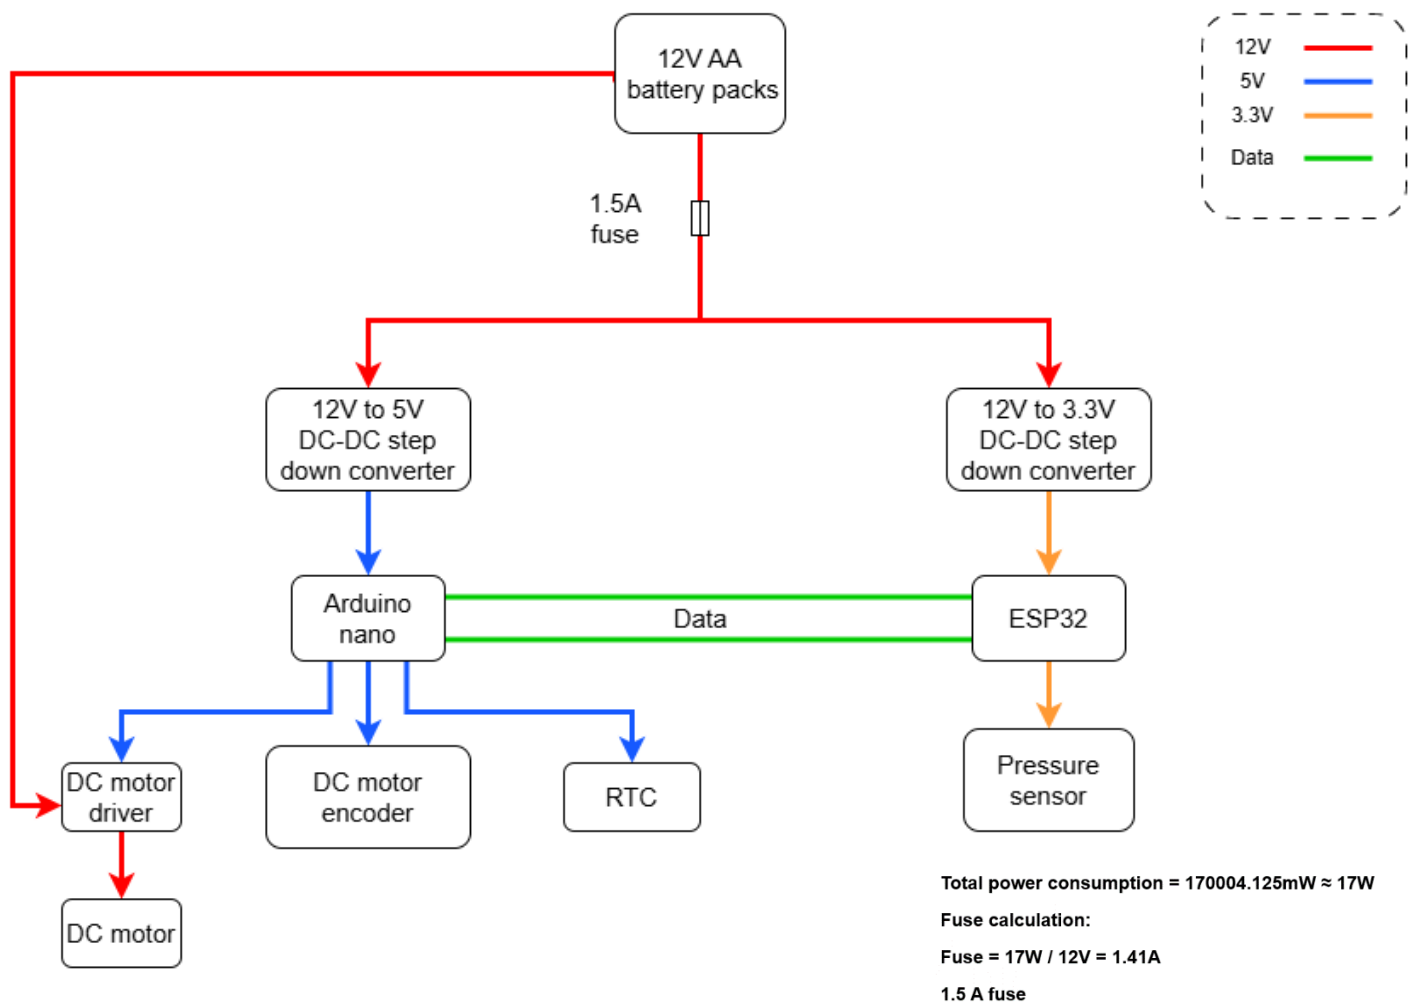 12V AA
battery packs
12V
5V
3.3V
Data
1.5A
fuse
12V to 5V
DC-DC step
down converter
12V to 3.3V
DC-DC step
down converter
Arduino
nano
Data
ESP32
DC motor
driver
DC motor
encoder
RTC
Pressure
sensor
DC motor
Total power consumption = 170004.125mW ≈ 17W
Fuse calculation:
Fuse = 17W / 12V = 1.41A
1.5 A fuse